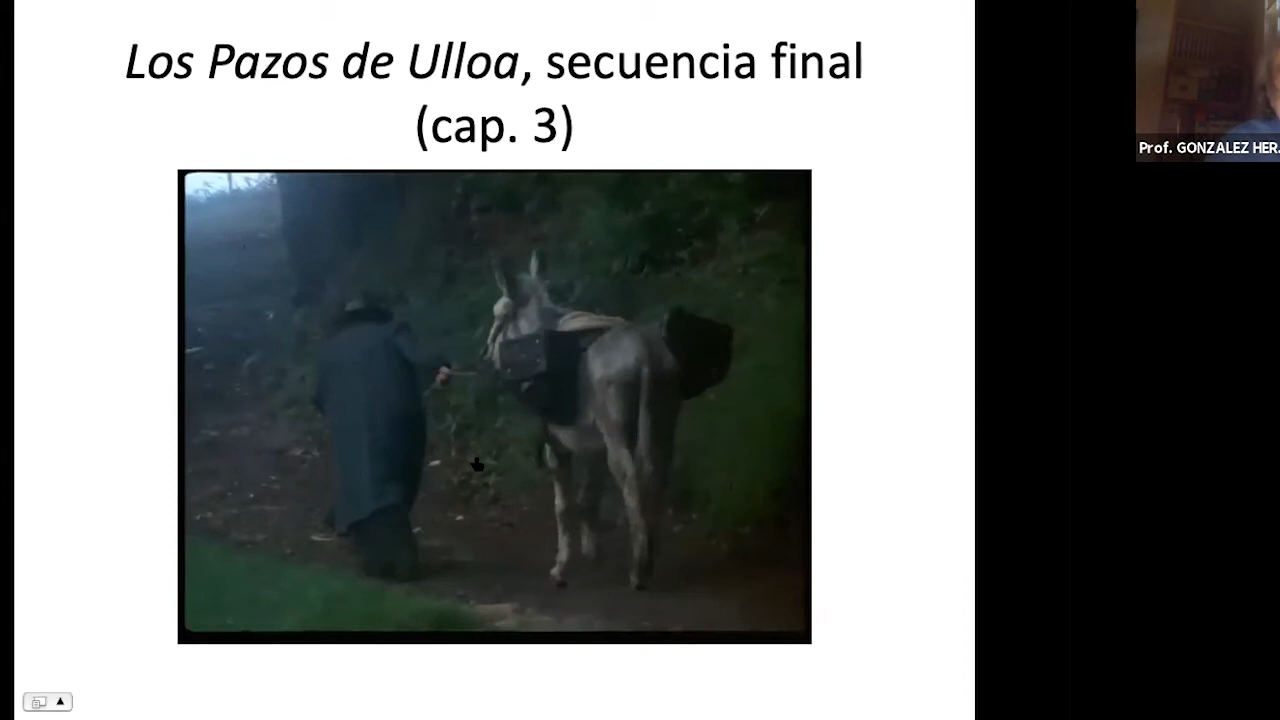 Los Pazos de Ulloa, secuencia final
(cap. 3)
Prof. GONZALEZ HER.